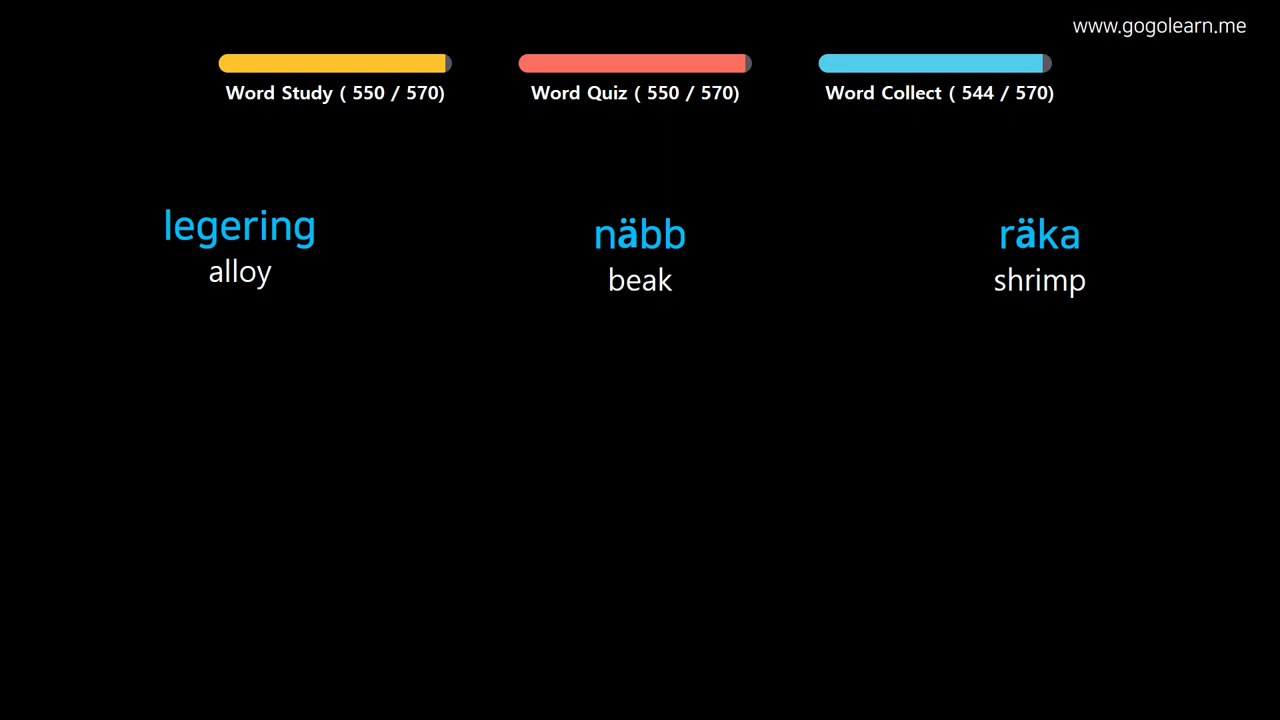 www.gogolearn.me
Word Study ( 550 / 570)
Word Quiz ( 550 / 570)
Word Collect ( 544 / 570)
legering
alloy
näbb
beak
räka
shrimp